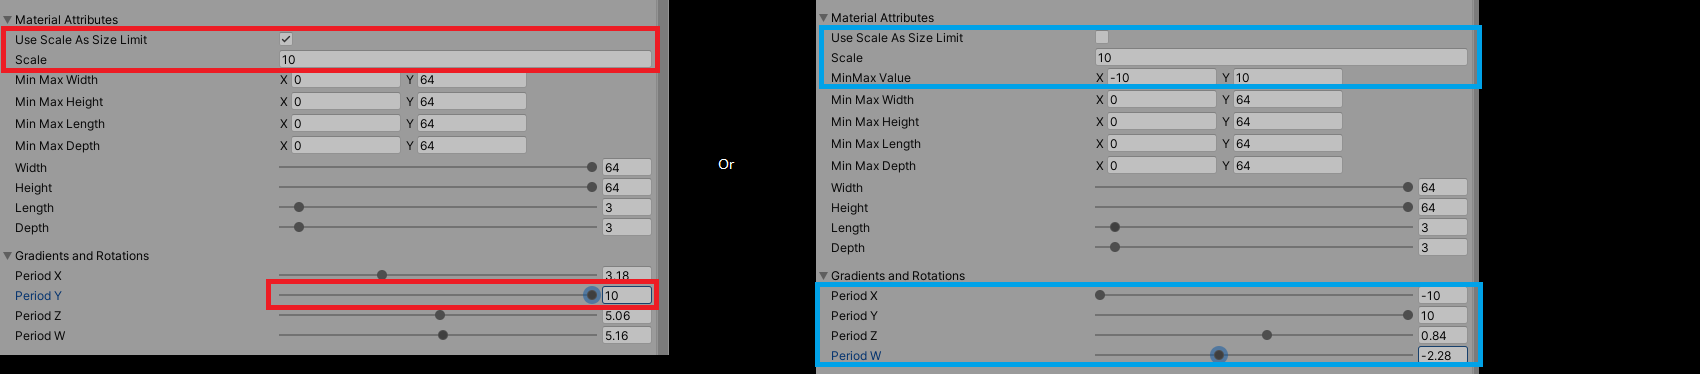 Material Attributes
Use Scale As Size Limit
Scale 10
Min Max Width X 0 Y 64
Min Max Height X 0 Y 64
Min Max Length X 0 Y 64
Min Max Depth X 0 Y 64
Width 64
Height 64
Length 3
Depth 3
Gradients and Rotations
Period X 3.18
Period Y 10
Period Z 5.06
Period W 5.16
Or
Material Attributes
Use Scale As Size Limit
Scale 10
MinMax Value X -10 Y 10
Min Max Width X 0 Y 64
Min Max Height X 0 Y 64
Min Max Length X 0 Y 64
Min Max Depth X 0 Y 64
Width 64
Height 64
Length 3
Depth 3
Gradients and Rotations
Period X -10
Period Y 10
Period Z 0.84
Period W -2.28